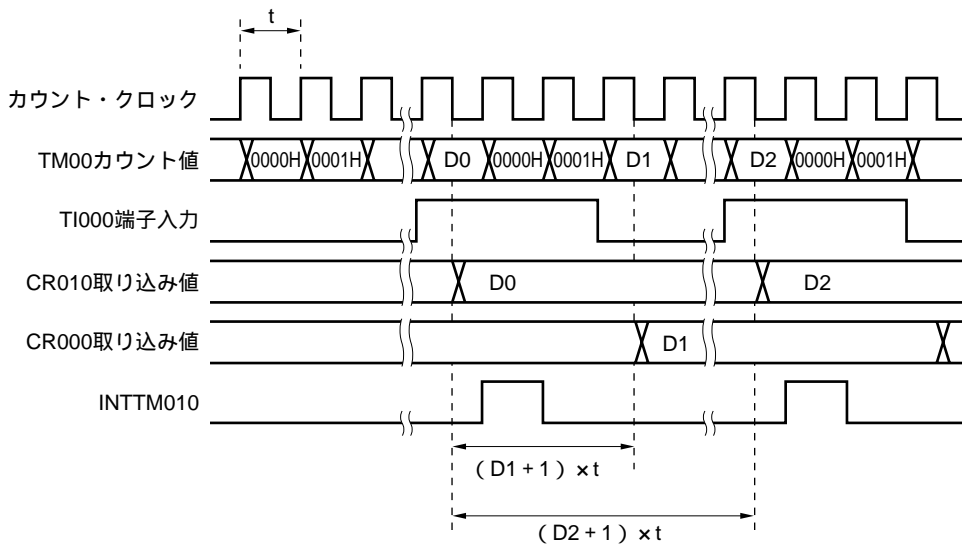 t
カウント・クロック
TM00カウント値
0000H 0001H D0 0000H 0001H D1 D2 0000H 0001H
TI000端子入力
CR010取り込み値
D0 D2
CR000取り込み値
D1
INTTM010
(D1 + 1) × t
(D2 + 1) × t